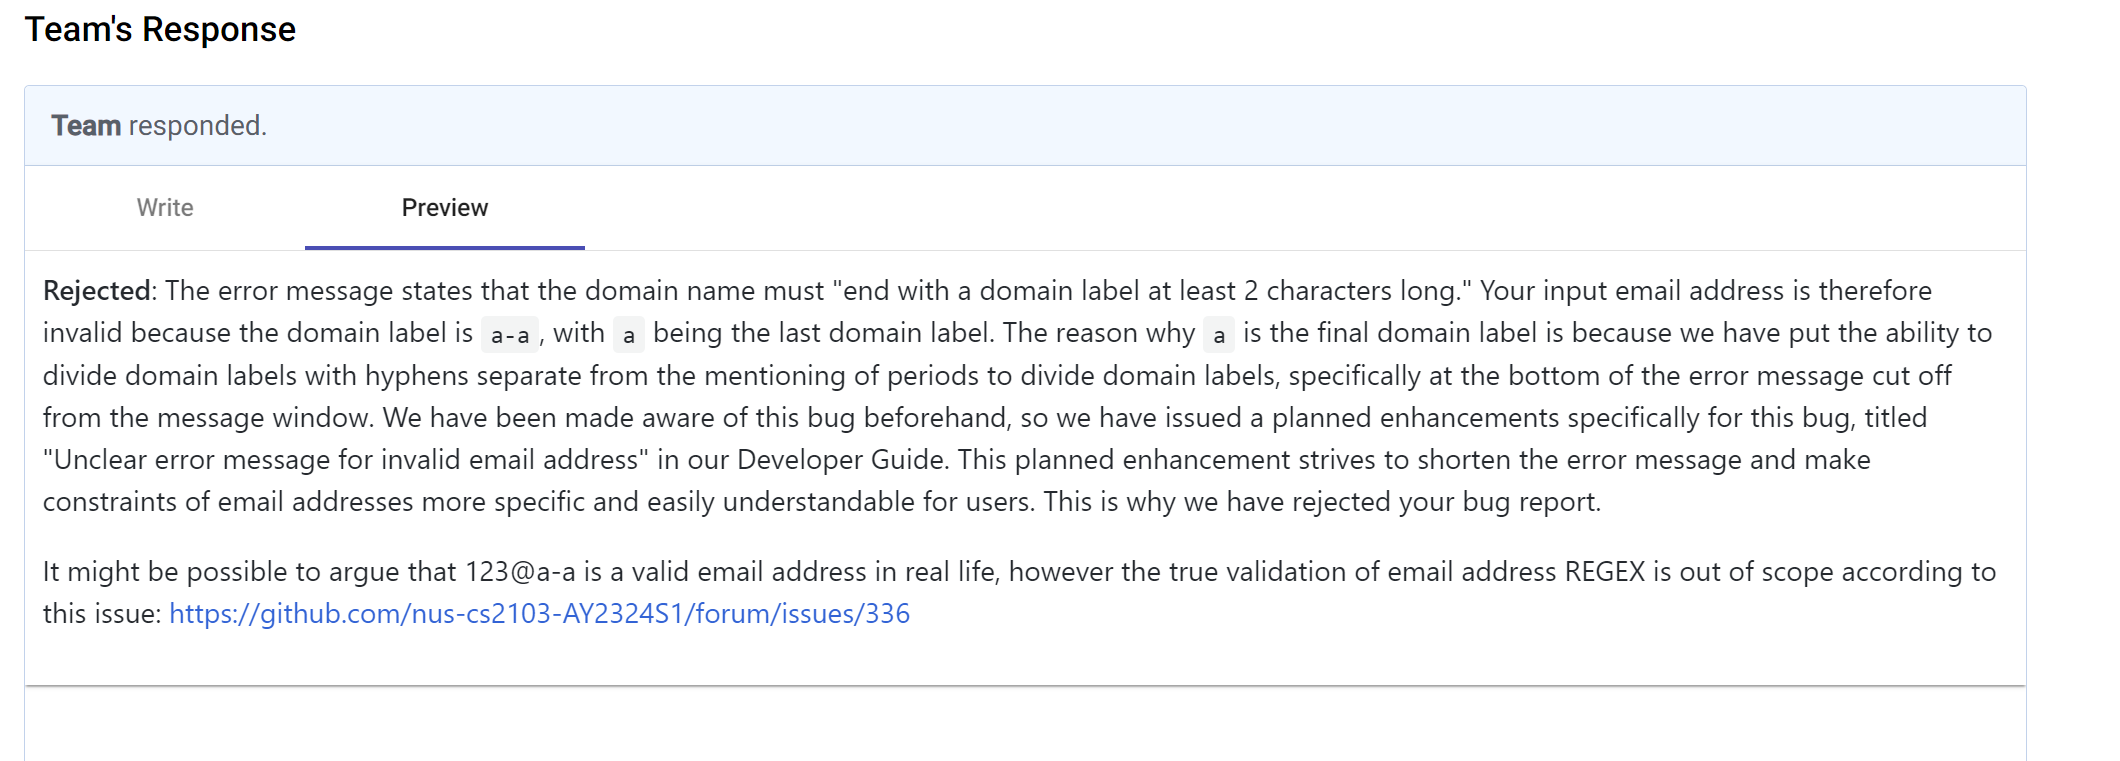 Team's Response
Team responded.
Write Preview
Rejected: The error message states that the domain name must "end with a domain label at least 2 characters long." Your input email address is therefore
invalid because the domain label is a-a, with a being the last domain label. The reason why a is the final domain label is because we have put the ability to
divide domain labels with hyphens separate from the mentioning of periods to divide domain labels, specifically at the bottom of the error message cut off
from the message window. We have been made aware of this bug beforehand, so we have issued a planned enhancements specifically for this bug, titled
"Unclear error message for invalid email address" in our Developer Guide. This planned enhancement strives to shorten the error message and make
constraints of email addresses more specific and easily understandable for users. This is why we have rejected your bug report.
It might be possible to argue that 123@a-a is a valid email address in real life, however the true validation of email address REGEX is out of scope according to
this issue: https://github.com/nus-cs2103-AY2324S1/forum/issues/336